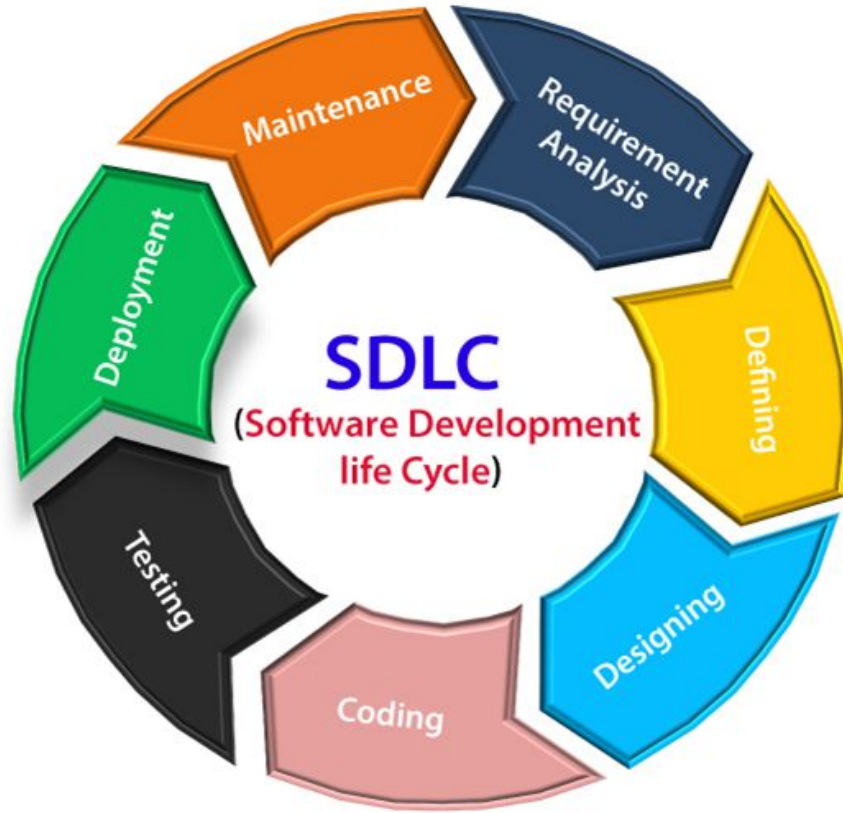 SDLC
(Software Development
life Cycle)
Requirement
Analysis
Defining
Designing
Coding
Testing
Deployment
Maintenance